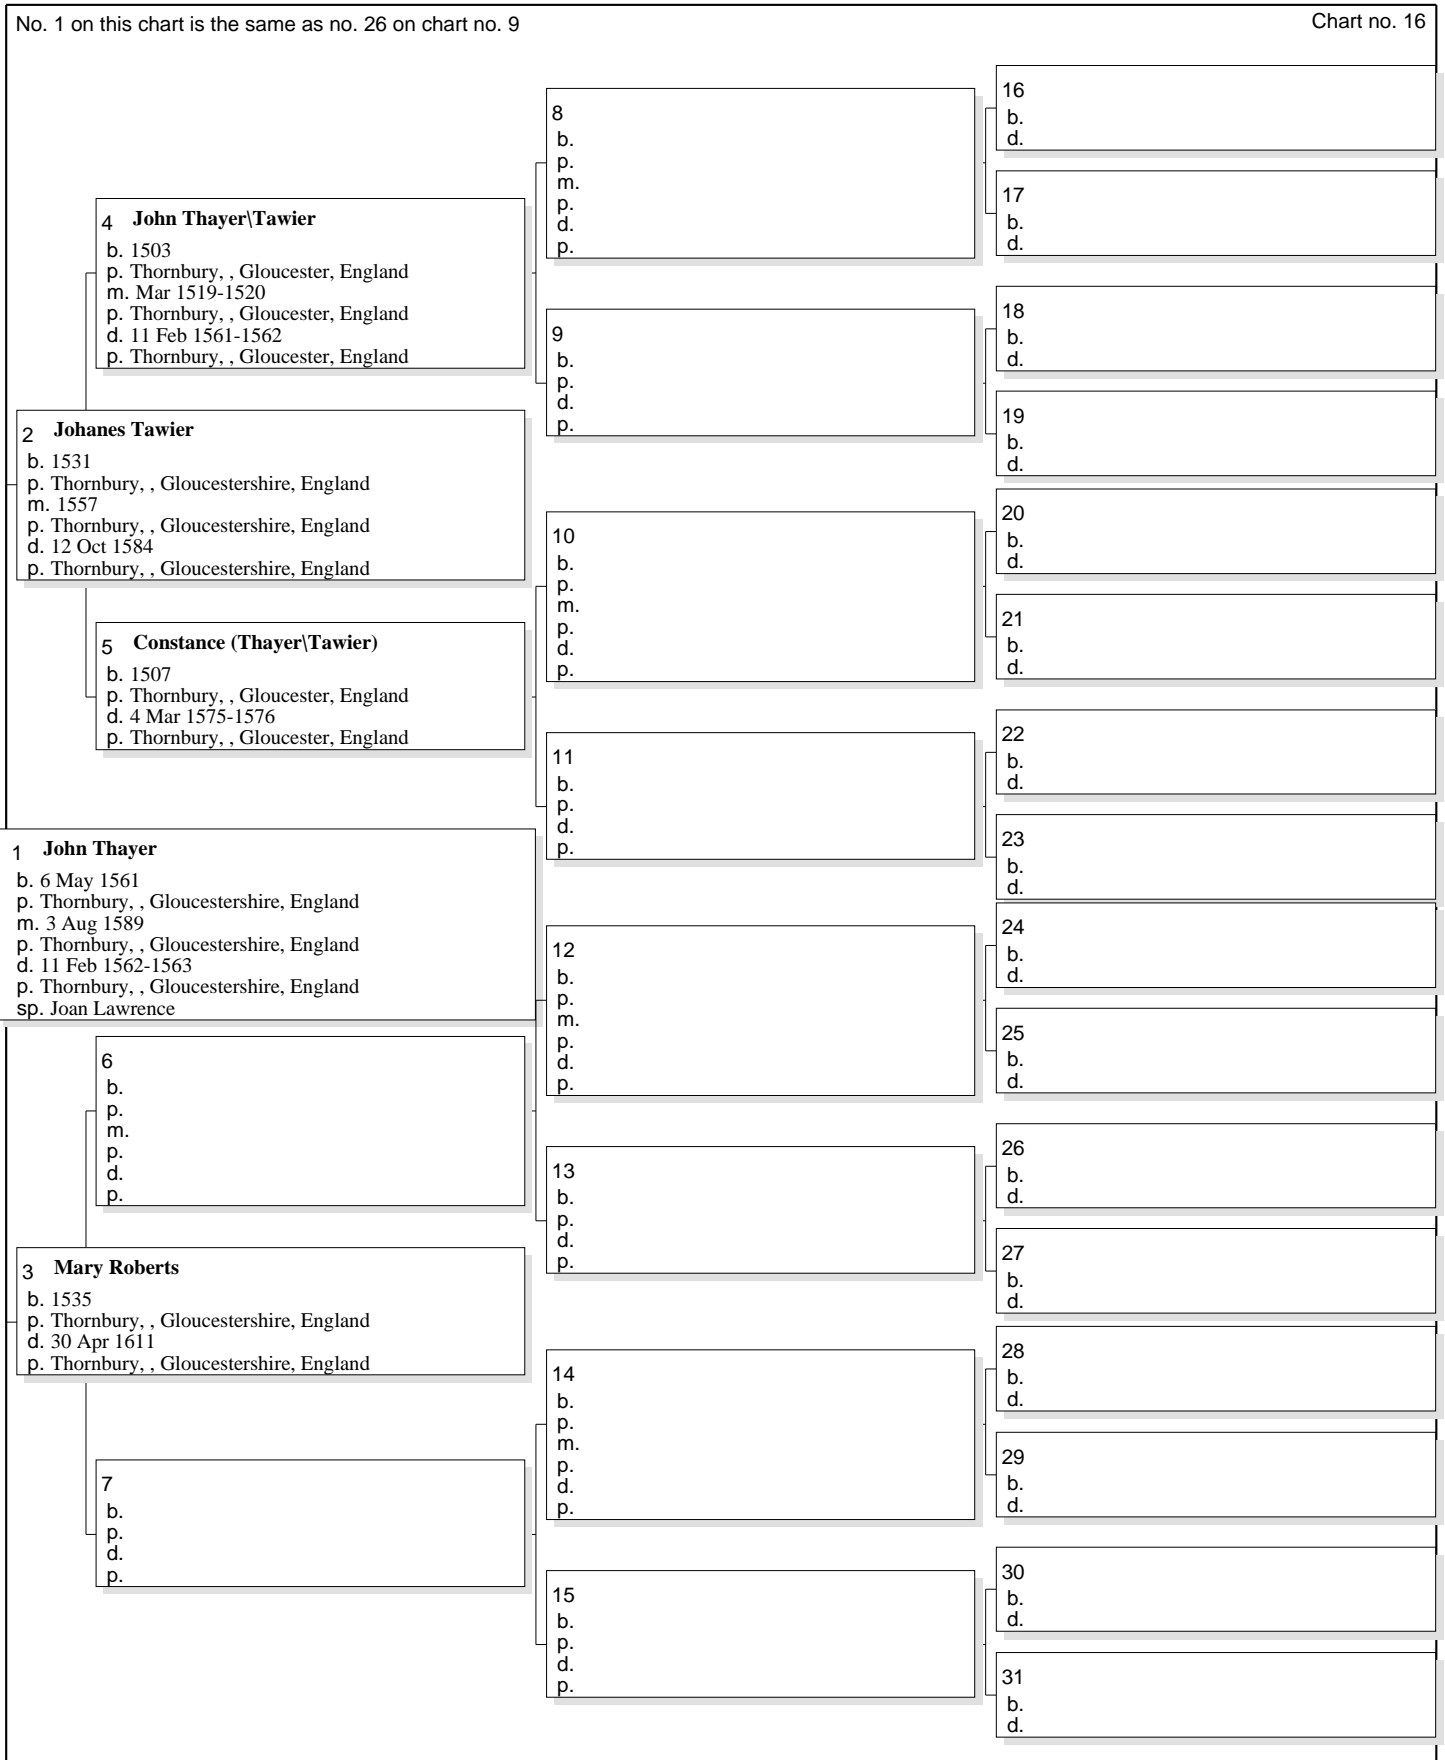 No. 1 on this chart is the same as no. 26 on chart no. 9
Chart no. 16
4 John Thayer\Tawier
b. 1503
p. Thornbury, , Gloucester, England
m. Mar 1519-1520
p. Thornbury, , Gloucester, England
d. 11 Feb 1561-1562
p. Thornbury, , Gloucester, England
2 Johanes Tawier
b. 1531
p. Thornbury, , Gloucestershire, England
m. 1557
p. Thornbury, , Gloucestershire, England
d. 12 Oct 1584
p. Thornbury, , Gloucestershire, England
5 Constance (Thayer\Tawier)
b. 1507
p. Thornbury, , Gloucester, England
d. 4 Mar 1575-1576
p. Thornbury, , Gloucester, England
1 John Thayer
b. 6 May 1561
p. Thornbury, , Gloucestershire, England
m. 3 Aug 1589
p. Thornbury, , Gloucestershire, England
d. 11 Feb 1562-1563
p. Thornbury, , Gloucestershire, England
sp. Joan Lawrence
6
b.
p.
m.
p.
d.
p.
3 Mary Roberts
b. 1535
p. Thornbury, , Gloucestershire, England
d. 30 Apr 1611
p. Thornbury, , Gloucestershire, England
7
b.
p.
d.
p.
8
b.
p.
m.
p.
d.
p.
9
b.
p.
d.
p.
10
b.
p.
m.
p.
d.
p.
11
b.
p.
d.
p.
12
b.
p.
m.
p.
d.
p.
13
b.
p.
d.
p.
14
b.
p.
m.
p.
d.
p.
15
b.
p.
d.
p.
16
b.
d.
17
b.
d.
18
b.
d.
19
b.
d.
20
b.
d.
21
b.
d.
22
b.
d.
23
b.
d.
24
b.
d.
25
b.
d.
26
b.
d.
27
b.
d.
28
b.
d.
29
b.
d.
30
b.
d.
31
b.
d.